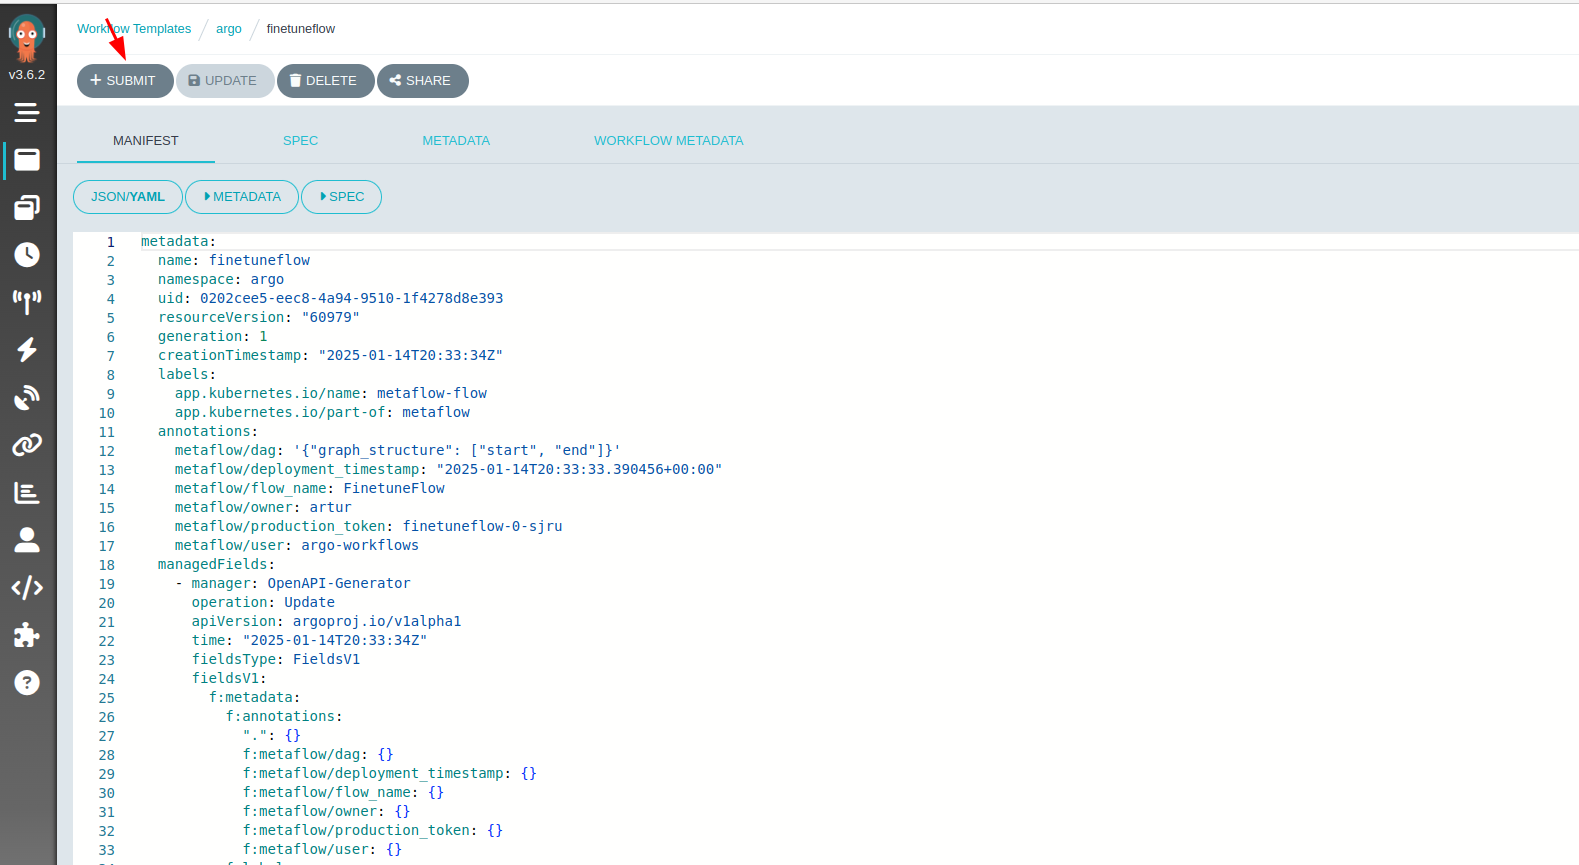 Workflow Templates / argo / finetuneflow
v3.6.2
+ SUBMIT UPDATE DELETE SHARE
MANIFEST SPEC METADATA WORKFLOW METADATA
JSON/YAML METADATA SPEC
1 metadata:
2 name: finetuneflow
3 namespace: argo
4 uid: 0202cee5-eec8-4a94-9510-1f4278d8e393
5 resourceVersion: "60979"
6 generation: 1
7 creationTimestamp: "2025-01-14T20:33:34Z"
8 labels:
9 app.kubernetes.io/name: metaflow-flow
10 app.kubernetes.io/part-of: metaflow
11 annotations:
12 metaflow/dag: '{"graph_structure": ["start", "end"]}'
13 metaflow/deployment_timestamp: "2025-01-14T20:33:33.390456+00:00"
14 metaflow/flow_name: FinetuneFlow
15 metaflow/owner: artur
16 metaflow/production_token: finetuneflow-0-sjru
17 metaflow/user: argo-workflows
18 managedFields:
19 - manager: OpenAPI-Generator
20 operation: Update
21 apiVersion: argoproj.io/v1alpha1
22 time: "2025-01-14T20:33:34Z"
23 fieldsType: FieldsV1
24 fieldsV1:
25 f:metadata:
26 f:annotations:
27 ".": {}
28 f:metaflow/dag: {}
29 f:metaflow/deployment_timestamp: {}
30 f:metaflow/flow_name: {}
31 f:metaflow/owner: {}
32 f:metaflow/production_token: {}
33 f:metaflow/user: {}